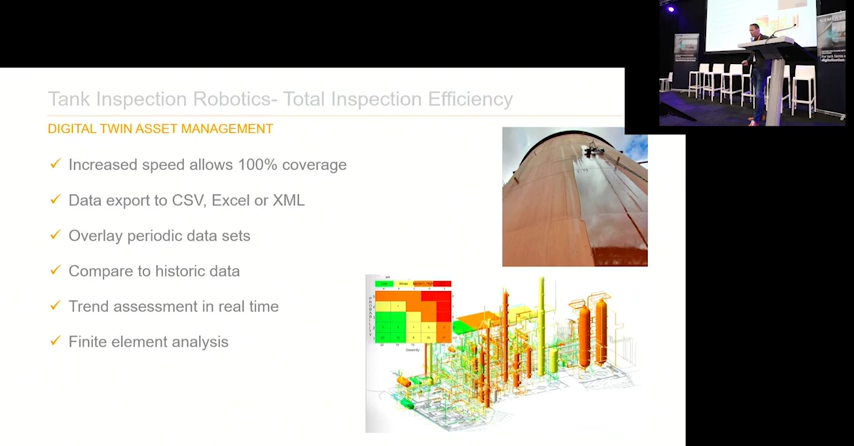 Tank Inspection Robotics- Total Inspection Efficiency
DIGITAL TWIN ASSET MANAGEMENT
Increased speed allows 100% coverage
Data export to CSV, Excel or XML
Overlay periodic data sets
Compare to historic data
Trend assessment in real time
Finite element analysis